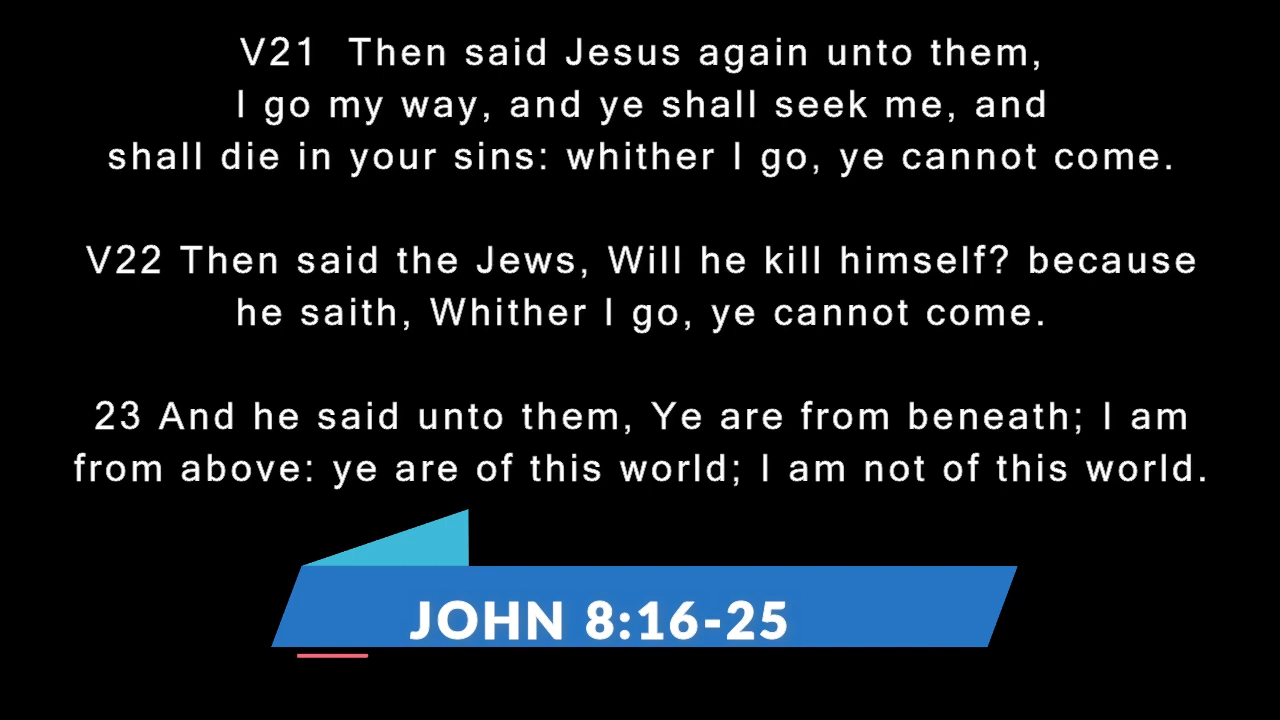 V21  Then said Jesus again unto them,
I go my way, and ye shall seek me, and
shall die in your sins: whither I go, ye cannot come.
V22 Then said the Jews, Will he kill himself? because
he saith, Whither I go, ye cannot come.
23 And he said unto them, Ye are from beneath; I am
from above: ye are of this world; I am not of this world.
JOHN 8:16-25